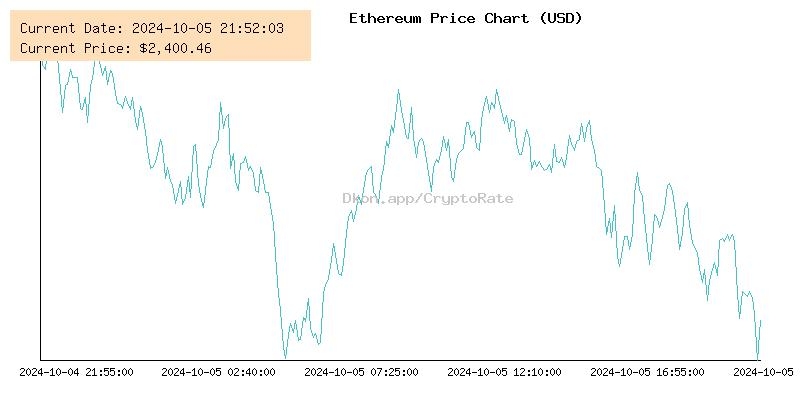 Ethereum Price Chart (USD)
Current Date: 2024-10-05 21:52:03
Current Price: $2,400.46
Dkon.app/CryptoRate
2024-10-04 21:55:00 2024-10-05 02:40:00 2024-10-05 07:25:00 2024-10-05 12:10:00 2024-10-05 16:55:00 2024-10-05